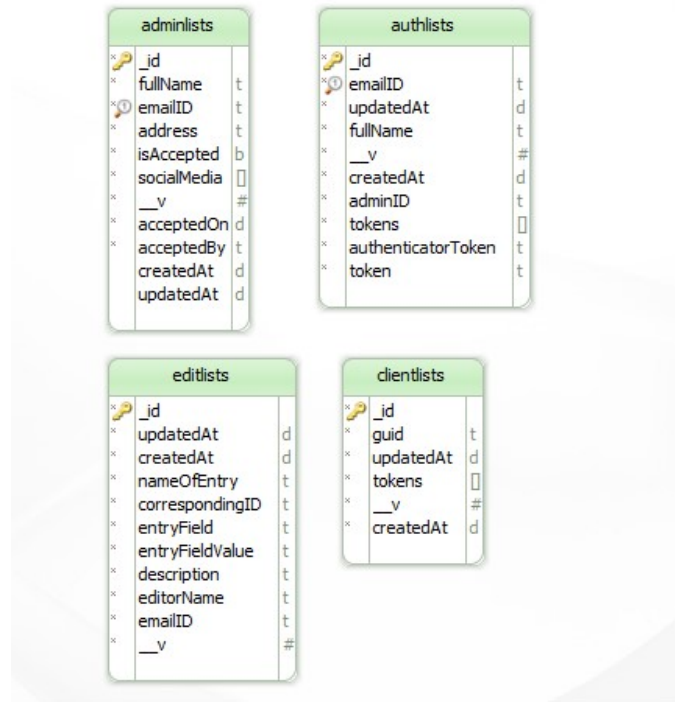 adminlists
_id
fullName t
emailID t
address t
isAccepted b
socialMedia []
__v #
acceptedOn d
acceptedBy t
createdAt d
updatedAt d
authlists
_id
emailID t
updatedAt d
fullName t
__v #
createdAt d
adminID t
tokens []
authenticatorToken t
token t
editlists
_id
updatedAt d
createdAt d
nameOfEntry t
correspondingID t
entryField t
entryFieldValue t
description t
editorName t
emailID t
__v #
clientlists
_id
guid t
updatedAt d
tokens []
__v #
createdAt d